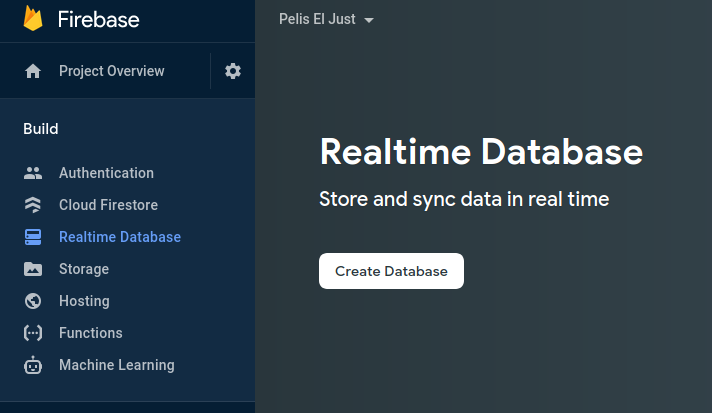 Firebase
Project Overview
Build
Authentication
Cloud Firestore
Realtime Database
Storage
Hosting
Functions
Machine Learning
Pelis El Just
Realtime Database
Store and sync data in real time
Create Database